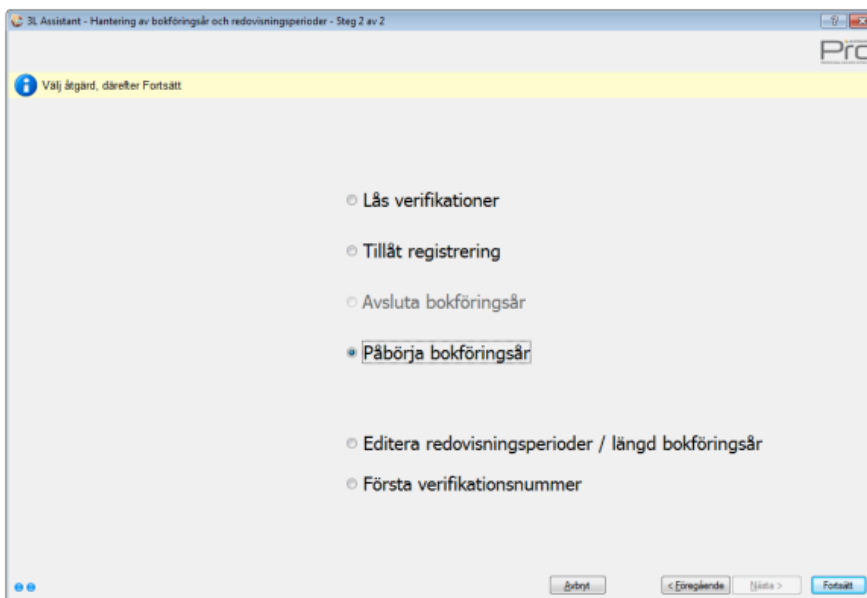 3L Assistant - Hantering av bokföringsår och redovisningsperioder - Steg 2 av 2
Pro
Välj åtgärd, därefter Fortsätt
Lås verifikationer
Tillåt registrering
Avsluta bokföringsår
Påbörja bokföringsår
Editera redovisningsperioder / längd bokföringsår
Första verifikationsnummer
Avbryt
< Föregående
Nästa >
Fortsätt